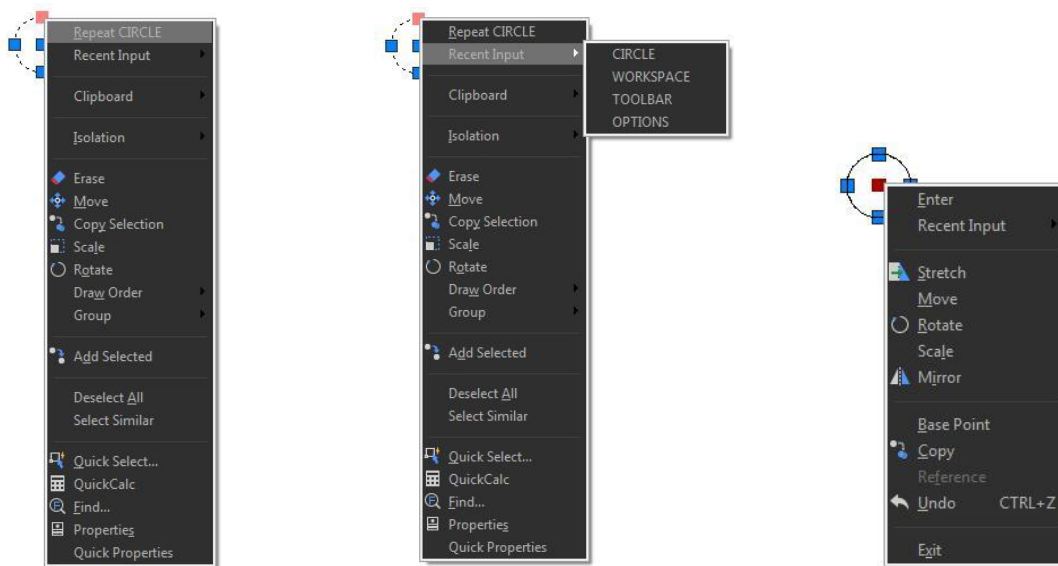 Repeat CIRCLE
Recent Input
Clipboard
Isolation
Erase
Move
Copy Selection
Scale
Rotate
Draw Order
Group
Add Selected
Deselect All
Select Similar
Quick Select...
QuickCalc
Find...
Properties
Quick Properties
Repeat CIRCLE
Recent Input
Clipboard
Isolation
Erase
Move
Copy Selection
Scale
Rotate
Draw Order
Group
Add Selected
Deselect All
Select Similar
Quick Select...
QuickCalc
Find...
Properties
Quick Properties
CIRCLE
WORKSPACE
TOOLBAR
OPTIONS
Enter
Recent Input
Stretch
Move
Rotate
Scale
Mirror
Base Point
Copy
Reference
Undo CTRL+Z
Exit